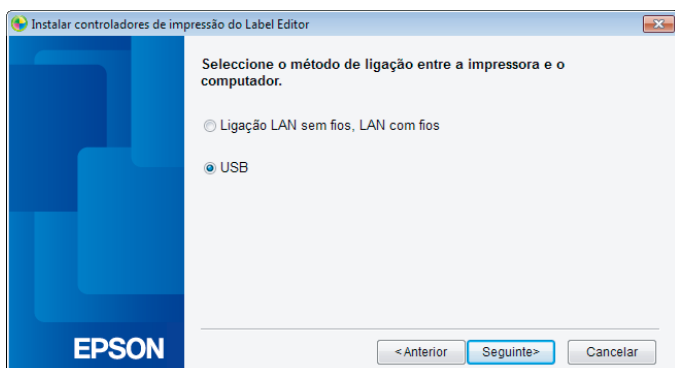 Instalar controladores de impressão do Label Editor
Seleccione o método de ligação entre a impressora e o
computador.
Ligação LAN sem fios, LAN com fios
USB
EPSON
<Anterior
Seguinte>
Cancelar